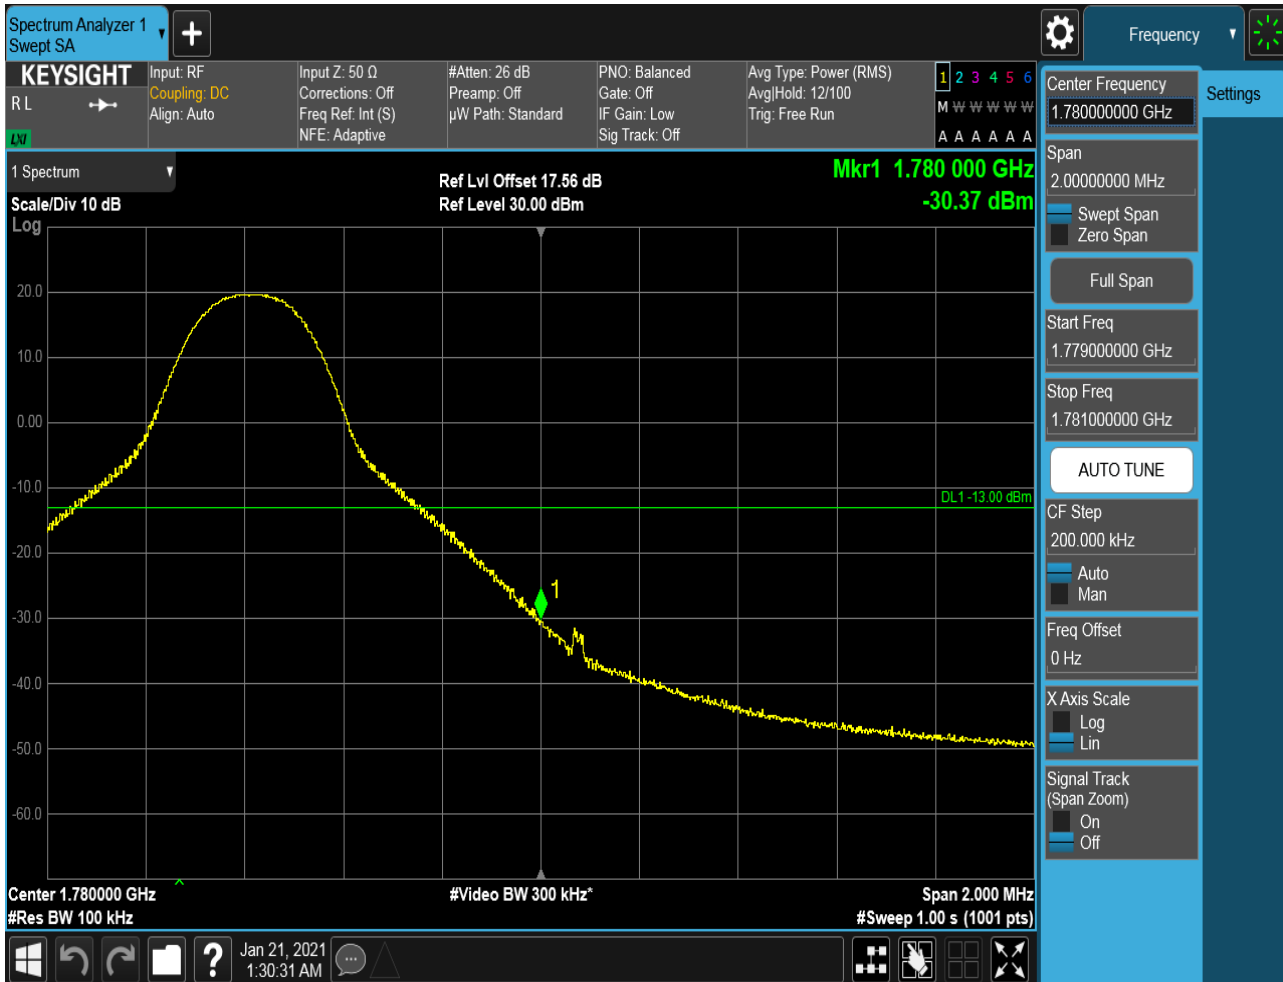 Spectrum Analyzer 1
Swept SA
Frequency
KEYSIGHT
R L
LXI
Input: RF
Coupling: DC
Align: Auto
Input Z: 50 Ω
Corrections: Off
Freq Ref: Int (S)
NFE: Adaptive
#Atten: 26 dB
Preamp: Off
µW Path: Standard
PNO: Balanced
Gate: Off
IF Gain: Low
Sig Track: Off
Avg Type: Power (RMS)
Avg|Hold: 12/100
Trig: Free Run
1 2 3 4 5 6
M W W W W W
A A A A A A
1 Spectrum
Scale/Div 10 dB
Log
Ref Lvl Offset 17.56 dB
Ref Level 30.00 dBm
Mkr1 1.780 000 GHz
-30.37 dBm
20.0
10.0
0.00
-10.0
-20.0
-30.0
-40.0
-50.0
-60.0
DL1 -13.00 dBm
1
Center 1.780000 GHz
#Res BW 100 kHz
#Video BW 300 kHz*
Span 2.000 MHz
#Sweep 1.00 s (1001 pts)
Jan 21, 2021
1:30:31 AM
Center Frequency
1.780000000 GHz
Span
2.00000000 MHz
Swept Span
Zero Span
Full Span
Start Freq
1.779000000 GHz
Stop Freq
1.781000000 GHz
AUTO TUNE
CF Step
200.000 kHz
Auto
Man
Freq Offset
0 Hz
X Axis Scale
Log
Lin
Signal Track
(Span Zoom)
On
Off
Settings